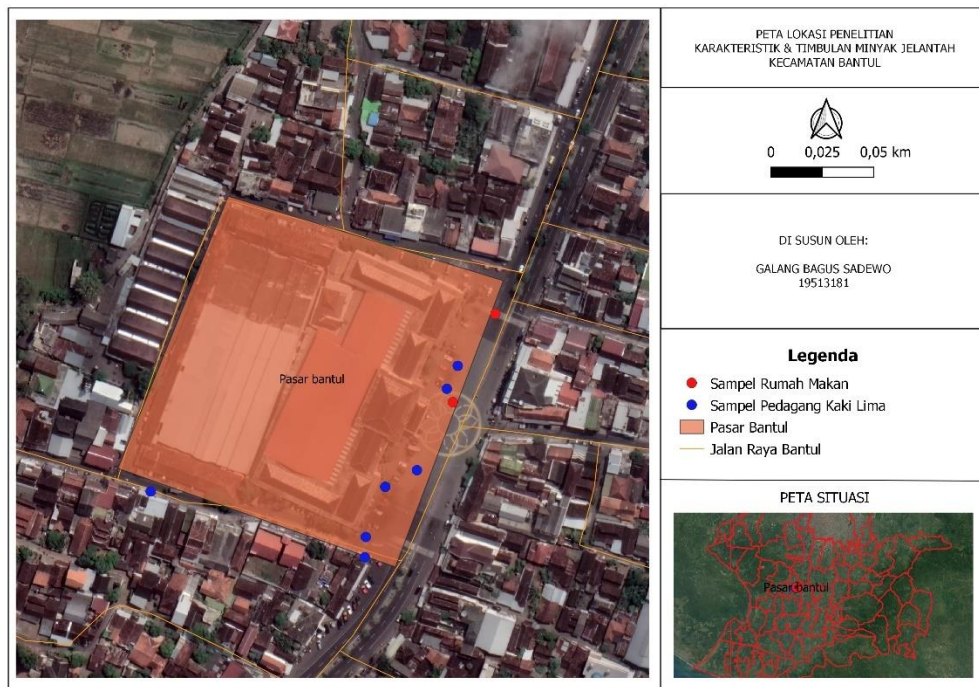 PETA LOKASI PENELITIAN
KARAKTERISTIK & TIMBULAN MINYAK JELANTAH
KECAMATAN BANTUL
0 0,025 0,05 km
DI SUSUN OLEH:
GALANG BAGUS SADEWO
19513181
Pasar bantul
Legenda
Sampel Rumah Makan
Sampel Pedagang Kaki Lima
Pasar Bantul
Jalan Raya Bantul
PETA SITUASI
Pasar bantul